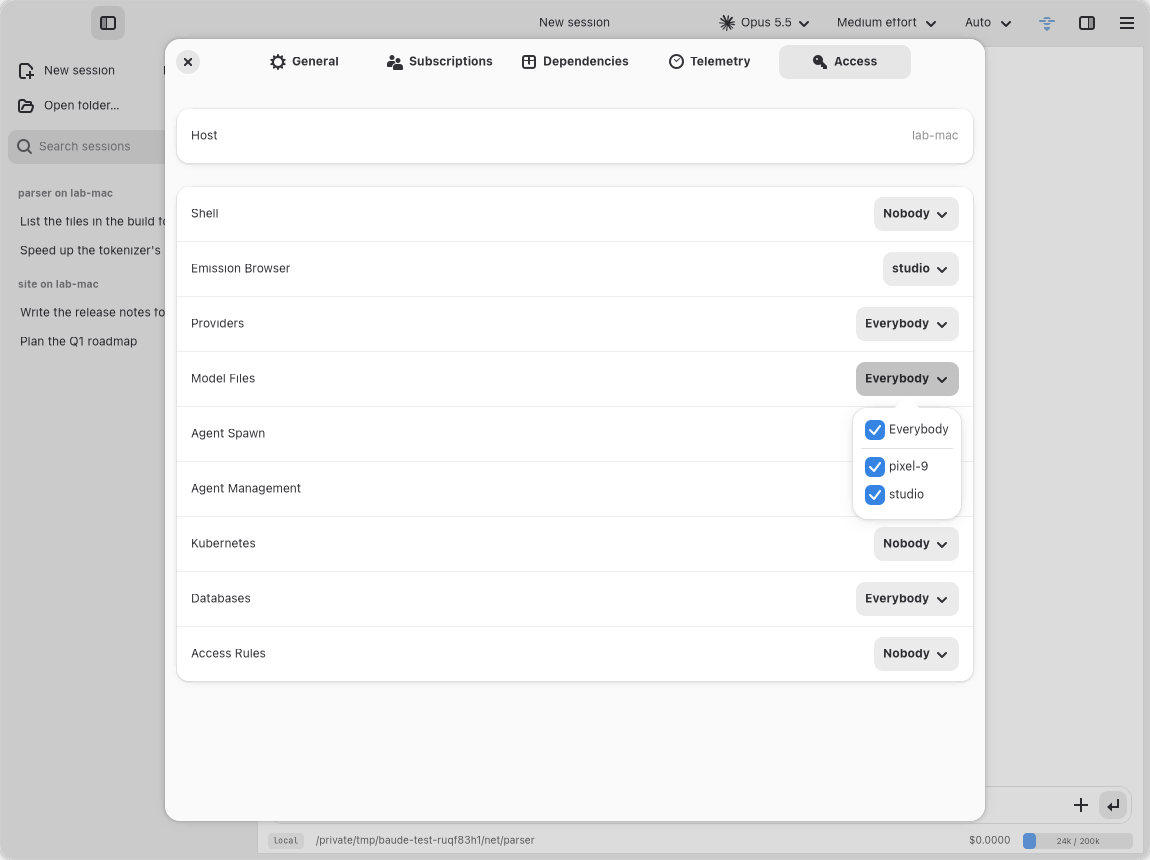 New session
Opus 5.5
Medium effort
Auto
New session
Open folder...
Search sessions
parser on lab-mac
List the files in the build fo
Speed up the tokenizer's
site on lab-mac
Write the release notes fo
Plan the Q1 roadmap
General
Subscriptions
Dependencies
Telemetry
Access
Host
lab-mac
Shell
Nobody
Emission Browser
studio
Providers
Everybody
Model Files
Everybody
Everybody
pixel-9
studio
Agent Spawn
Agent Management
Kubernetes
Nobody
Databases
Everybody
Access Rules
Nobody
local
/private/tmp/baude-test-ruqf83h1/net/parser
$0.0000
24k / 200k